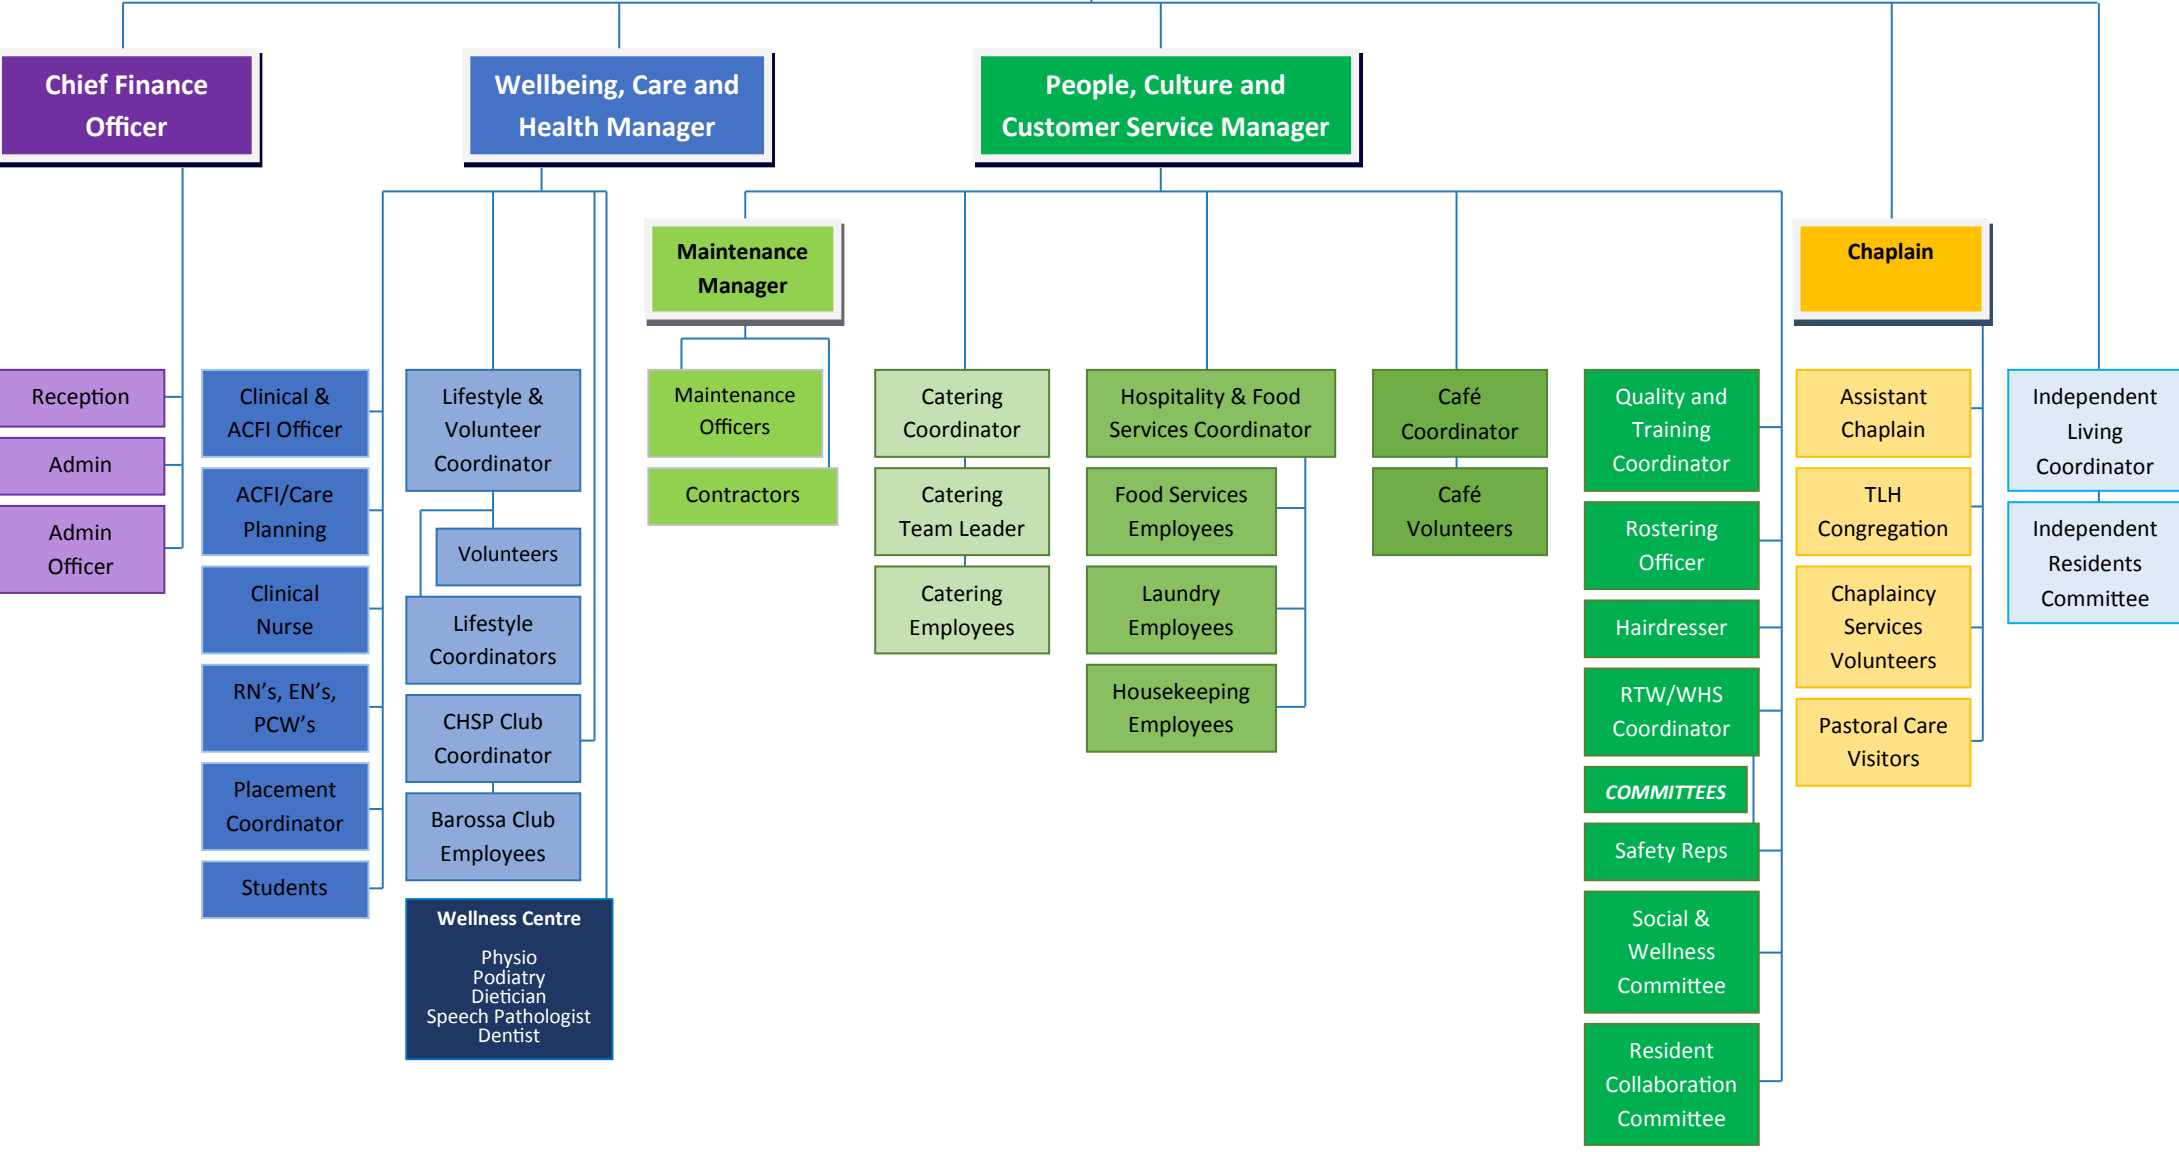 Chief Finance
Officer
Wellbeing, Care and
Health Manager
People, Culture and
Customer Service Manager
Maintenance
Manager
Chaplain
Reception
Admin
Admin
Officer
Clinical &
ACFI Officer
ACFI/Care
Planning
Clinical
Nurse
RN’s, EN’s,
PCW’s
Placement
Coordinator
Students
Lifestyle &
Volunteer
Coordinator
Volunteers
Lifestyle
Coordinators
CHSP Club
Coordinator
Barossa Club
Employees
Wellness Centre
Physio
Podiatry
Dietician
Speech Pathologist
Dentist
Maintenance
Officers
Contractors
Catering
Coordinator
Catering
Team Leader
Catering
Employees
Hospitality & Food
Services Coordinator
Food Services
Employees
Laundry
Employees
Housekeeping
Employees
Café
Coordinator
Café
Volunteers
Quality and
Training
Coordinator
Rostering
Officer
Hairdresser
RTW/WHS
Coordinator
COMMITTEES
Safety Reps
Social &
Wellness
Committee
Resident
Collaboration
Committee
Assistant
Chaplain
TLH
Congregation
Chaplaincy
Services
Volunteers
Pastoral Care
Visitors
Independent
Living
Coordinator
Independent
Residents
Committee